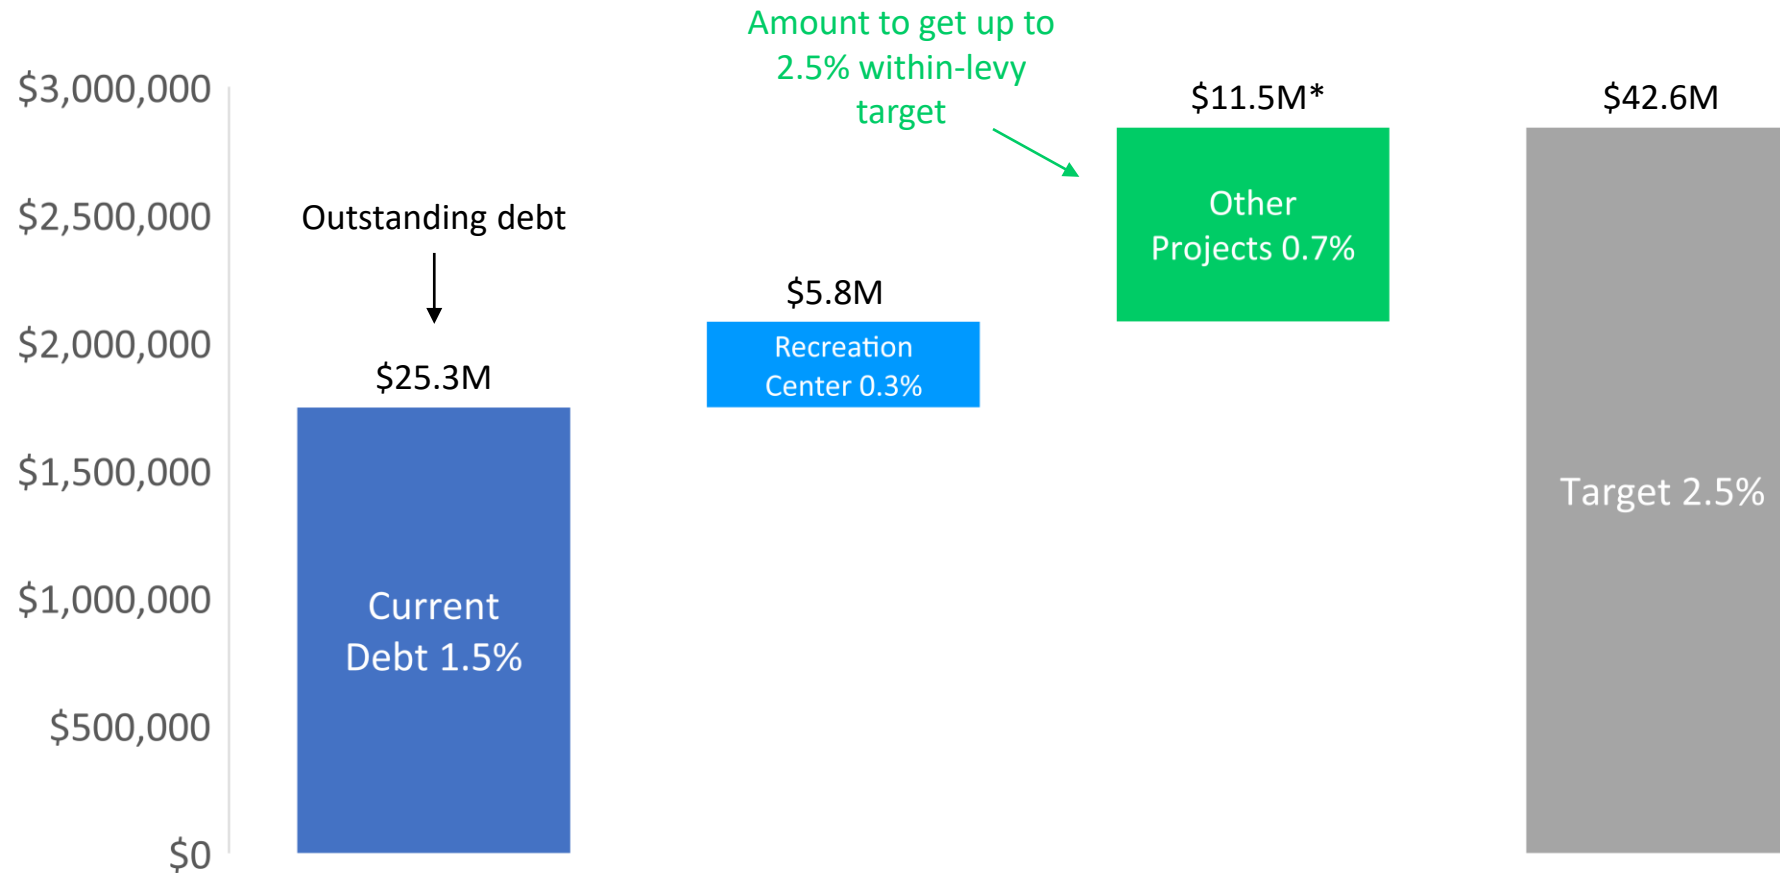 Amount to get up to
2.5% within-levy
target
$3,000,000
$2,500,000
$2,000,000
$1,500,000
$1,000,000
$500,000
$0
Outstanding debt
$25.3M
Current
Debt 1.5%
$5.8M
Recreation
Center 0.3%
$11.5M*
Other
Projects 0.7%
$42.6M
Target 2.5%